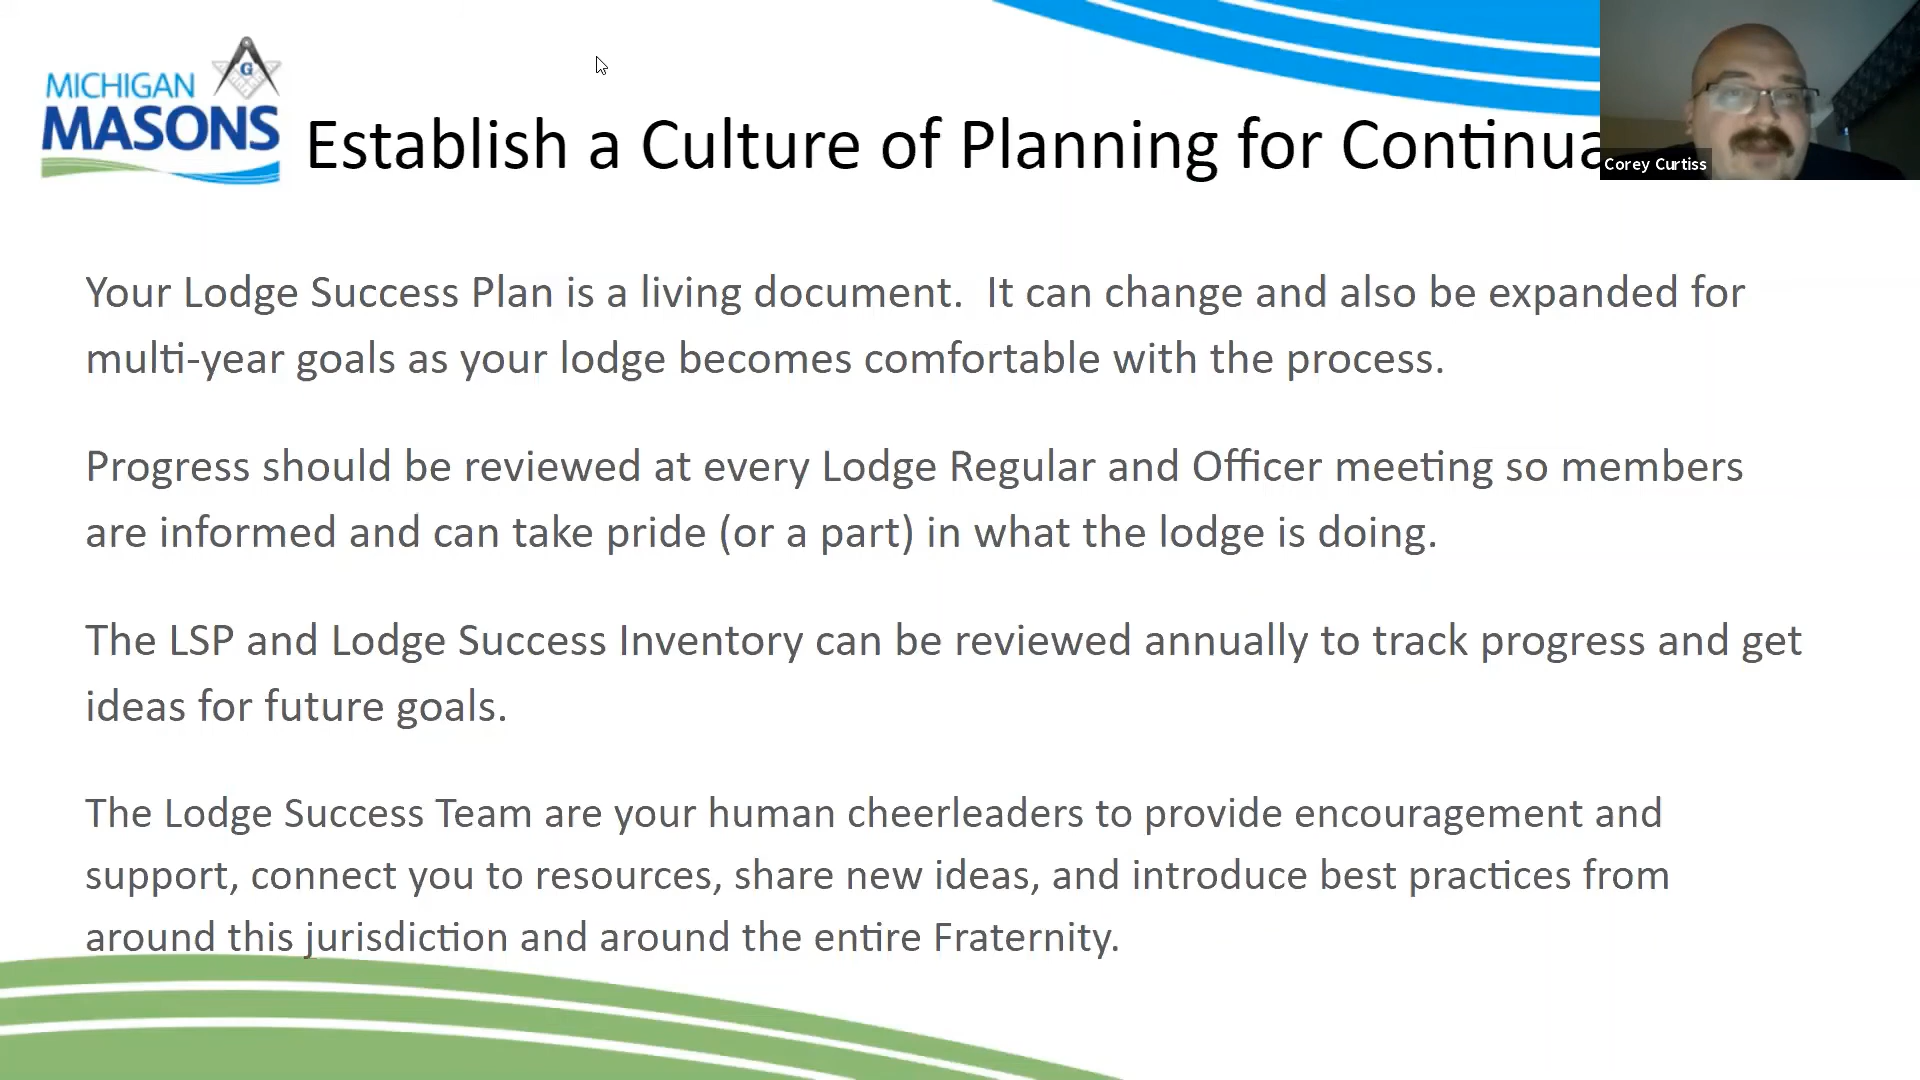 MICHIGAN
MASONS
G
Establish a Culture of Planning for
Corey Curtiss
Your Lodge Success Plan is a living document.  It can change and also be expanded for
multi-year goals as your lodge becomes comfortable with the process.
Progress should be reviewed at every Lodge Regular and Officer meeting so members
are informed and can take pride (or a part) in what the lodge is doing.
The LSP and Lodge Success Inventory can be reviewed annually to track progress and get
ideas for future goals.
The Lodge Success Team are your human cheerleaders to provide encouragement and
support, connect you to resources, share new ideas, and introduce best practices from
around this jurisdiction and around the entire Fraternity.